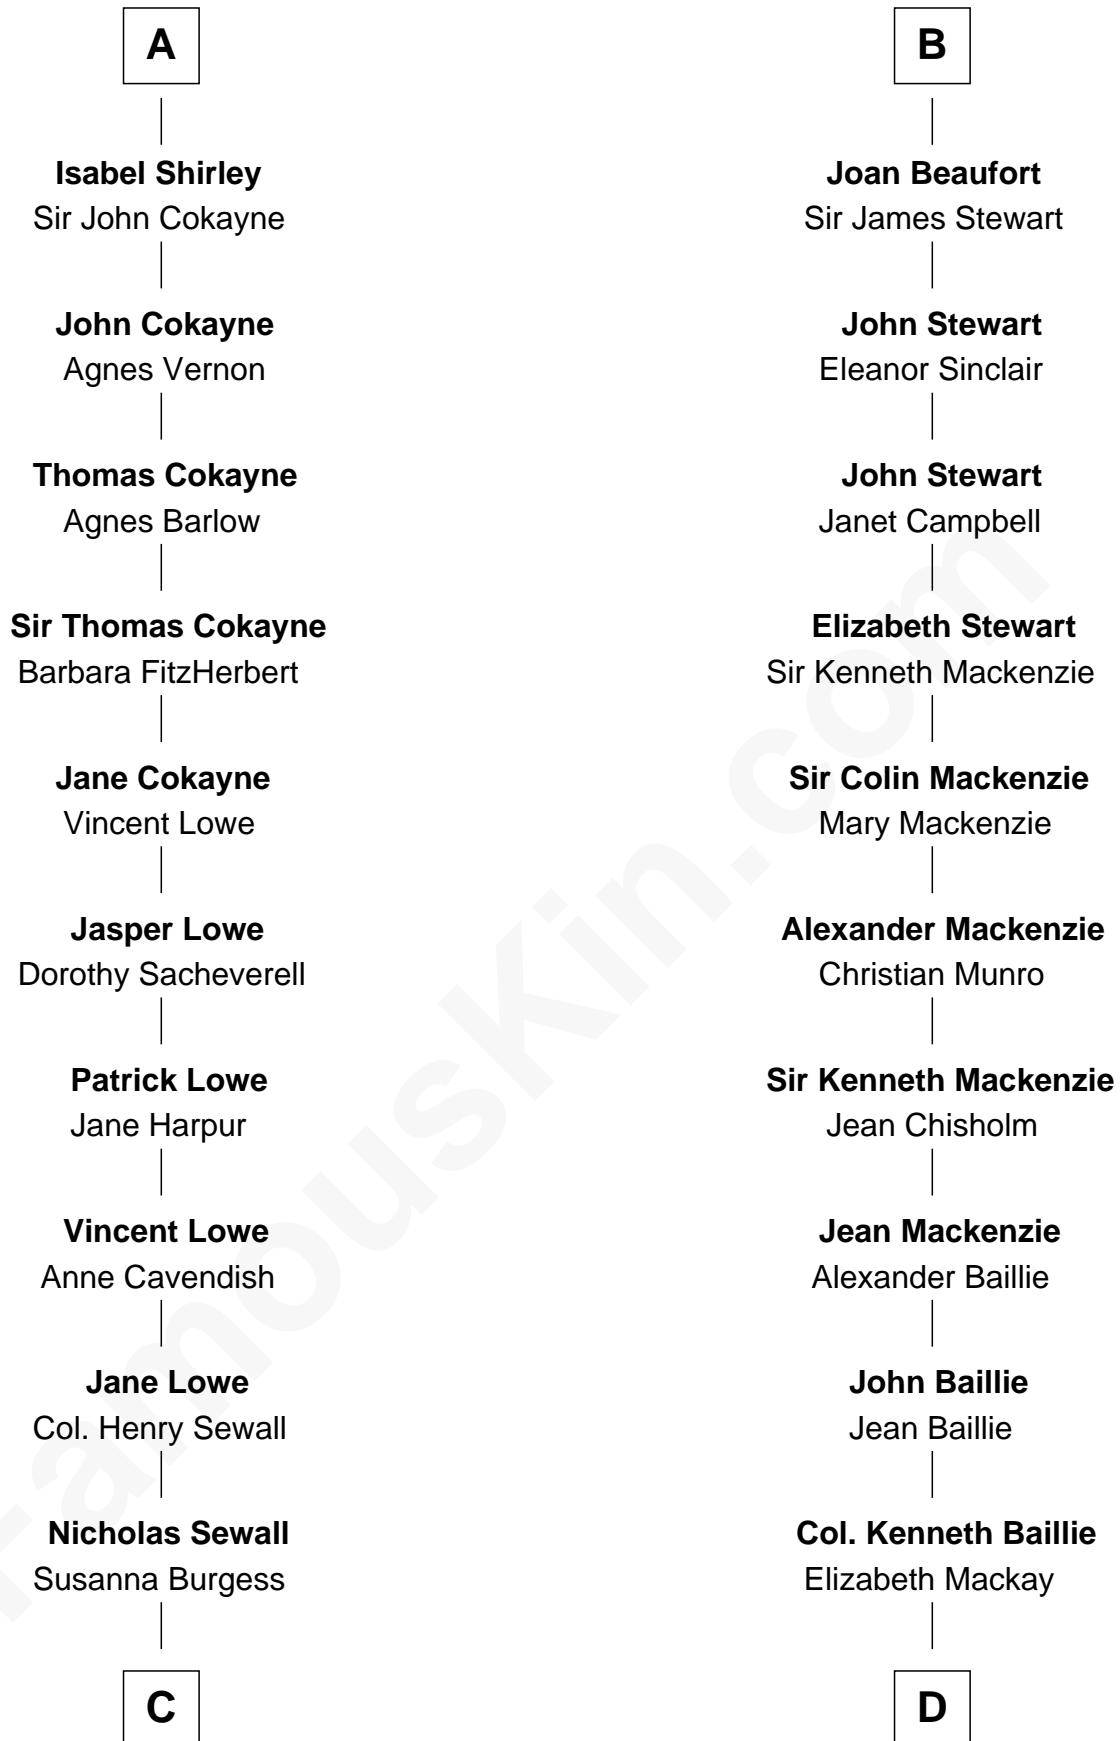 A
Isabel Shirley
Sir John Cokayne
John Cokayne
Agnes Vernon
Thomas Cokayne
Agnes Barlow
Sir Thomas Cokayne
Barbara FitzHerbert
Jane Cokayne
Vincent Lowe
Jasper Lowe
Dorothy Sacheverell
Patrick Lowe
Jane Harpur
Vincent Lowe
Anne Cavendish
Jane Lowe
Col. Henry Sewall
Nicholas Sewall
Susanna Burgess
C
B
Joan Beaufort
Sir James Stewart
John Stewart
Eleanor Sinclair
John Stewart
Janet Campbell
Elizabeth Stewart
Sir Kenneth Mackenzie
Sir Colin Mackenzie
Mary Mackenzie
Alexander Mackenzie
Christian Munro
Sir Kenneth Mackenzie
Jean Chisholm
Jean Mackenzie
Alexander Baillie
John Baillie
Jean Baillie
Col. Kenneth Baillie
Elizabeth Mackay
D
FamousKin.com